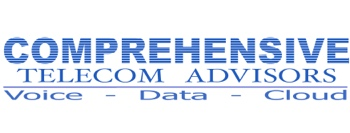 COMPREHENSIVE
TELECOM ADVISORS
Voice - Data - Cloud